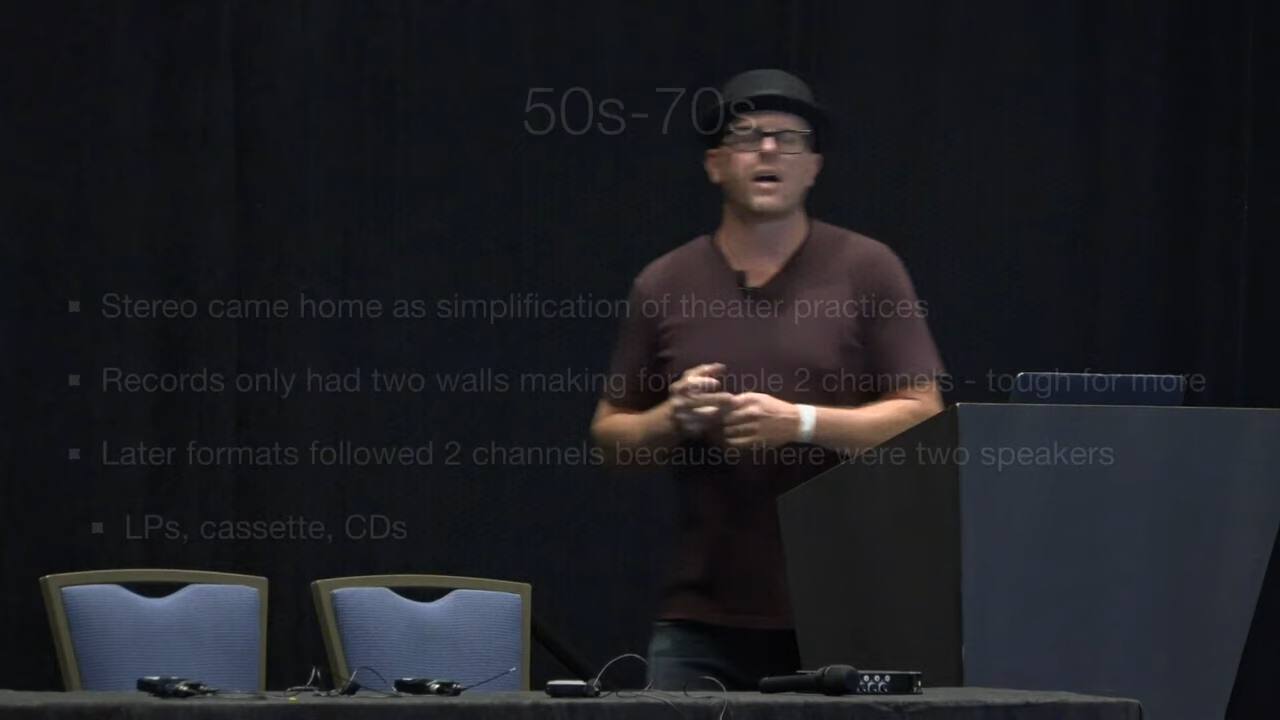 50s-70s
▪ Stereo came home as simplification of theater practices
▪ Records only had two walls making for simple 2 channels - tough for more
▪ Later formats followed 2 channels because there were two speakers
▪ LPs, cassette, CDs